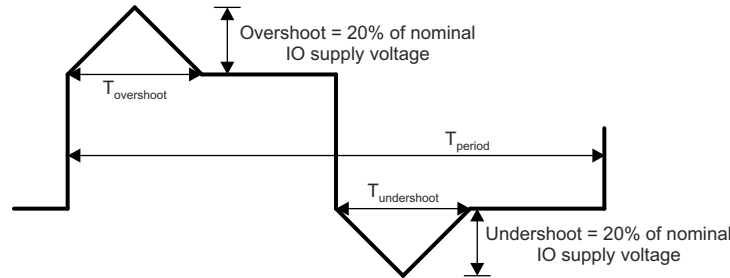 Overshoot = 20% of nominal
IO supply voltage
Tovershoot
Tperiod
Tundershoot
Undershoot = 20% of nominal
IO supply voltage